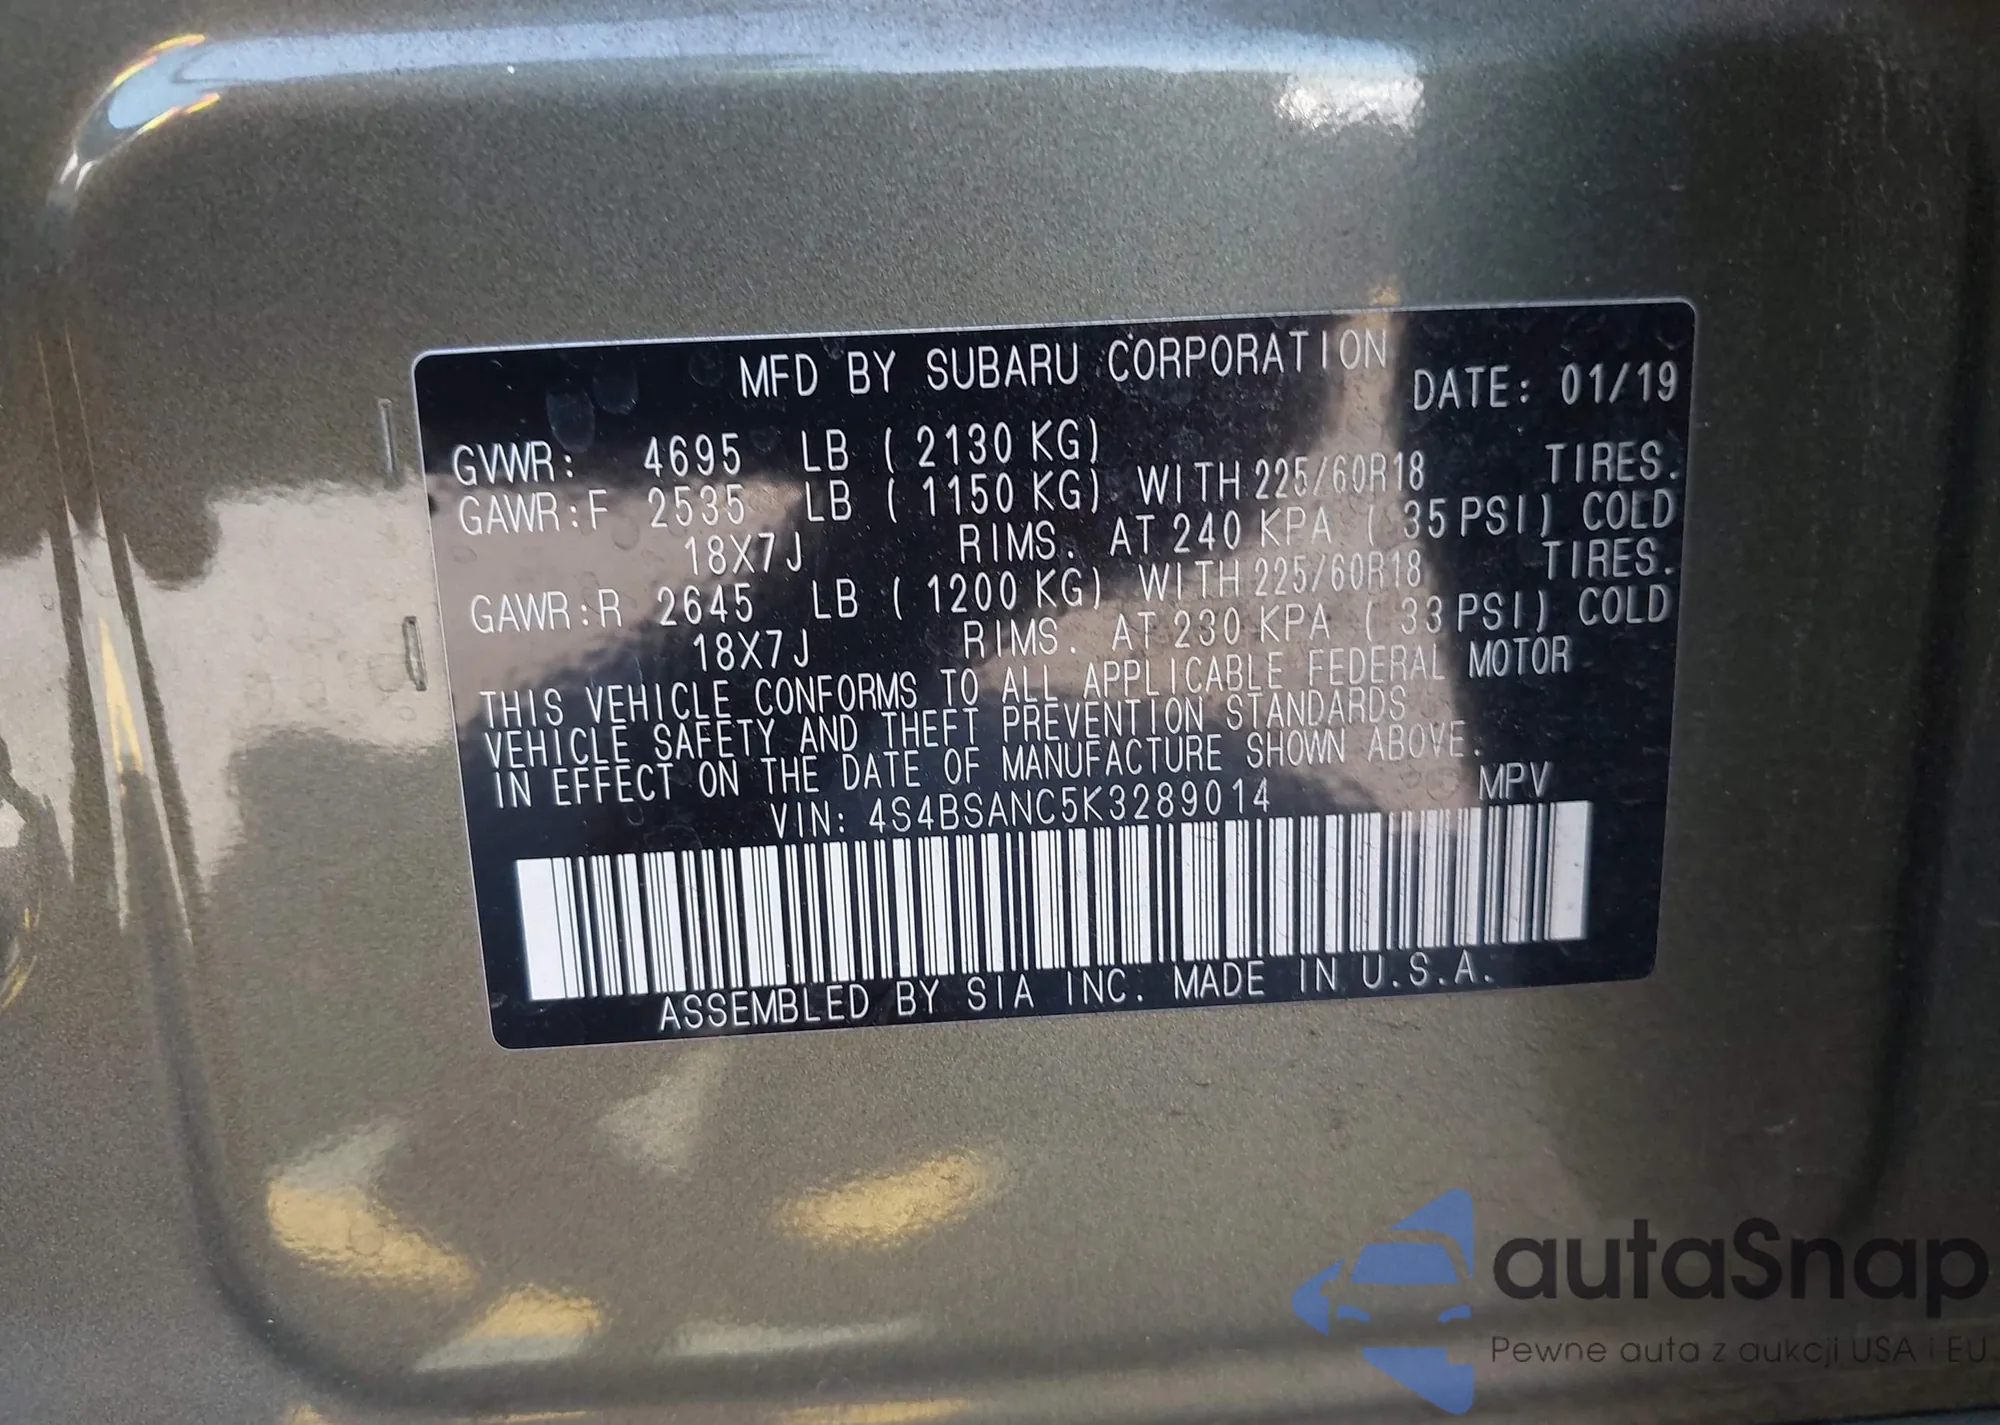 MFD BY SUBARU CORPORATION DATE: 01/19
GVWR: 4695 LB ( 2130 KG)
GAWR:F 2535 LB ( 1150 KG) WITH 225/60R18 TIRES.
18X7J RIMS. AT 240 KPA ( 35 PSI) COLD
GAWR:R 2645 LB ( 1200 KG) WITH 225/60R18 TIRES.
18X7J RIMS. AT 230 KPA ( 33 PSI) COLD
THIS VEHICLE CONFORMS TO ALL APPLICABLE FEDERAL MOTOR
VEHICLE SAFETY AND THEFT PREVENTION STANDARDS
IN EFFECT ON THE DATE OF MANUFACTURE SHOWN ABOVE.
VIN: 4S4BSANC5K3289014 MPV
ASSEMBLED BY SIA INC. MADE IN U.S.A.
autaSnap
Pewne auta z aukcji USA i EU